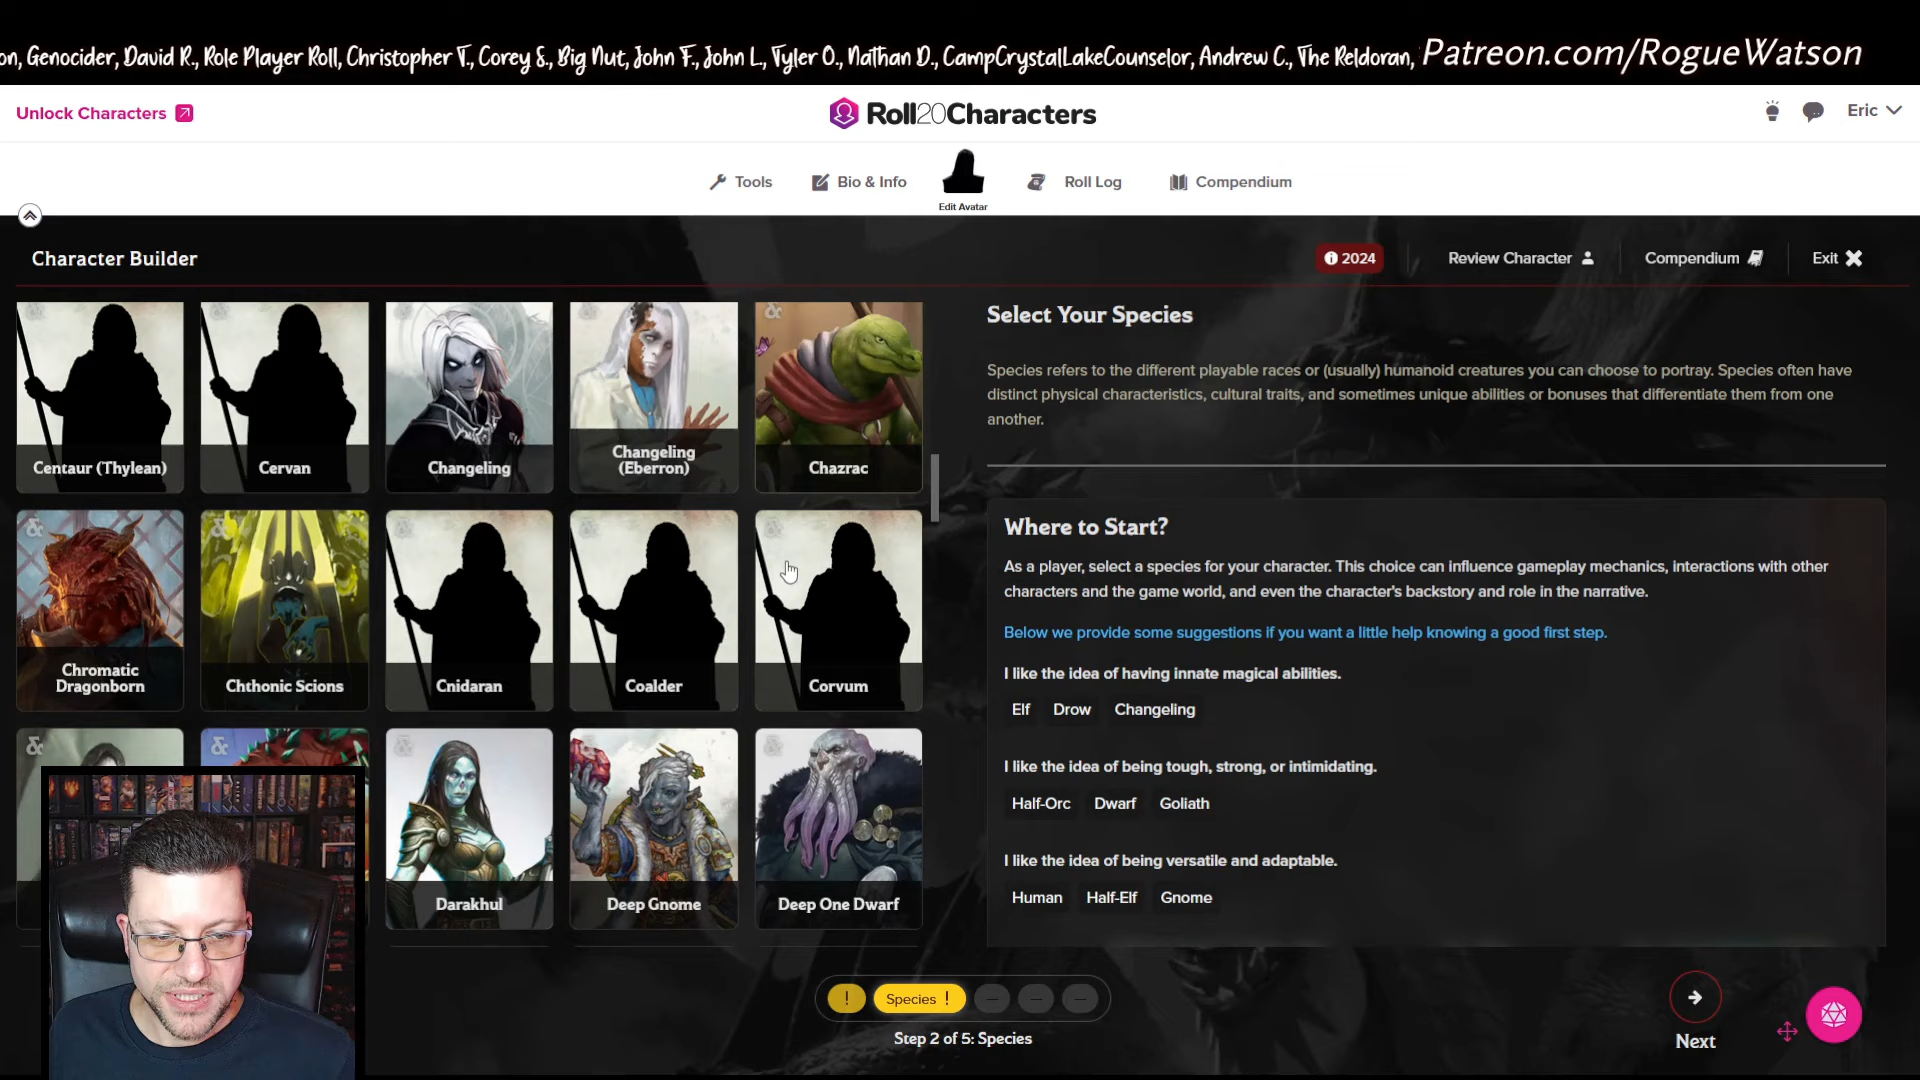 on, Genocider, David R., Role Player Roll, Christopher T., Corey S., Big Nut, John F., John L., Tyler O., Nathan D., CampCrystalLakeCounselor, Andrew C., The Reldoran,
Patreon.com/RogueWatson
Unlock Characters
Roll20Characters
Eric
Tools
Bio & Info
Edit Avatar
Roll Log
Compendium
Character Builder
2024
Review Character
Compendium
Exit
Centaur (Thylean)
Cervan
Changeling
Changeling
(Eberron)
Chazrac
Chromatic
Dragonborn
Chthonic Scions
Cnidaran
Coalder
Corvum
Darakhul
Deep Gnome
Deep One Dwarf
Select Your Species
Species refers to the different playable races or (usually) humanoid creatures you can choose to portray. Species often have
distinct physical characteristics, cultural traits, and sometimes unique abilities or bonuses that differentiate them from one
another.
Where to Start?
As a player, select a species for your character. This choice can influence gameplay mechanics, interactions with other
characters and the game world, and even the character's backstory and role in the narrative.
Below we provide some suggestions if you want a little help knowing a good first step.
I like the idea of having innate magical abilities.
Elf Drow Changeling
I like the idea of being tough, strong, or intimidating.
Half-Orc Dwarf Goliath
I like the idea of being versatile and adaptable.
Human Half-Elf Gnome
! Species !
Step 2 of 5: Species
Next